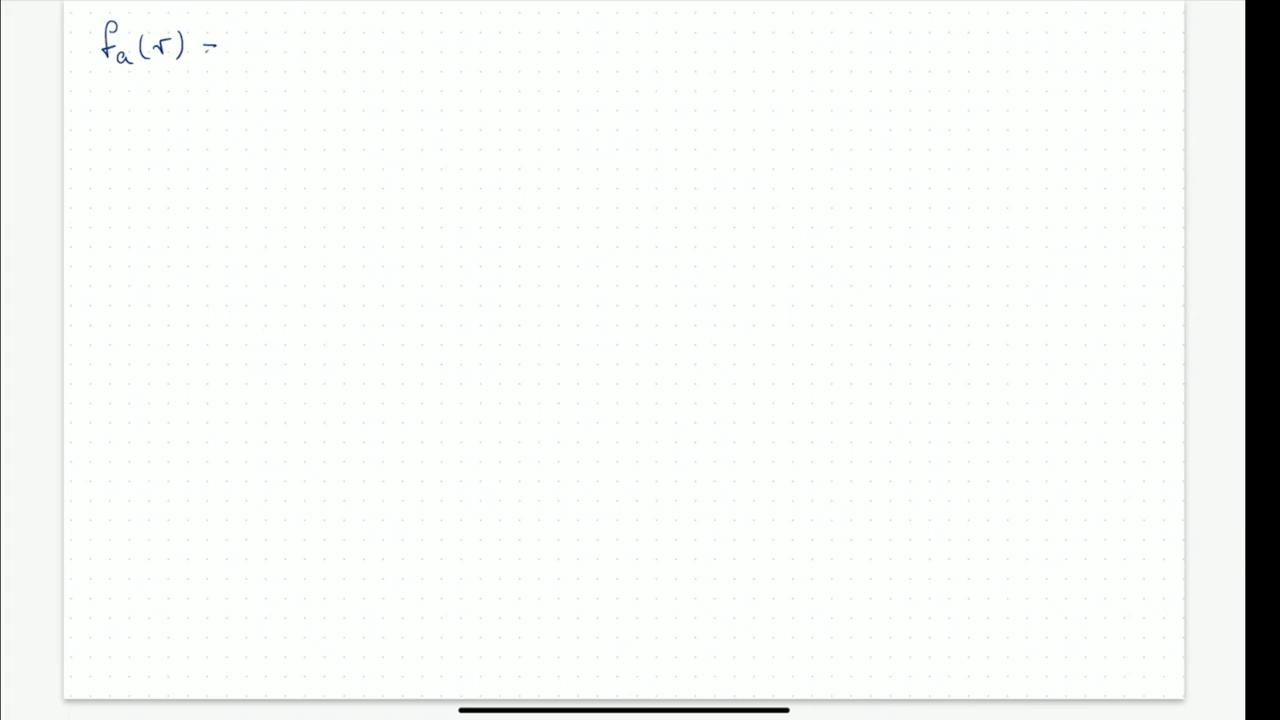 fₐ(r) =